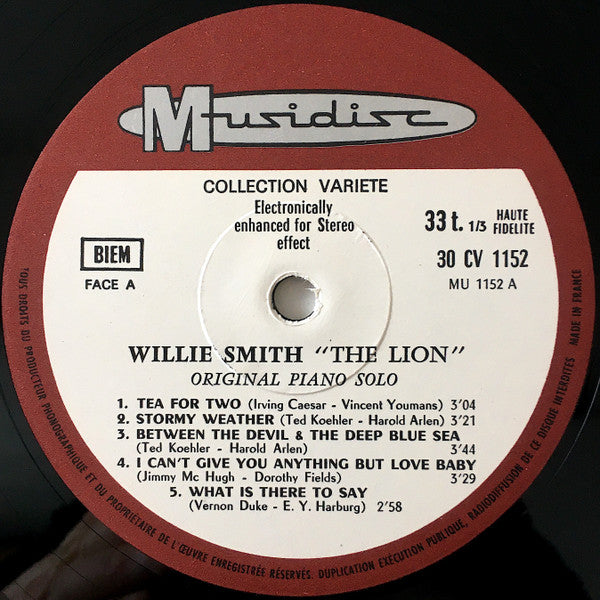 Musidisc
COLLECTION VARIETE
Electronically
enhanced for Stereo
effect
33 t. 1/3 HAUTE FIDELITE
BIEM
FACE A
30 CV 1152
MU 1152 A
WILLIE SMITH "THE LION"
ORIGINAL PIANO SOLO
1. TEA FOR TWO (Irving Caesar - Vincent Youmans) 3'04
2. STORMY WEATHER (Ted Koehler - Harold Arlen) 3'21
3. BETWEEN THE DEVIL & THE DEEP BLUE SEA
(Ted Koehler - Harold Arlen) 3'44
4. I CAN'T GIVE YOU ANYTHING BUT LOVE BABY
(Jimmy Mc Hugh - Dorothy Fields) 3'29
5. WHAT IS THERE TO SAY
(Vernon Duke - E. Y. Harburg) 2'58
TOUS DROITS DU PRODUCTEUR PHONOGRAPHIQUE ET DU PROPRIETAIRE DE L'ŒUVRE ENREGISTRÉE RÉSERVÉS. DUPLICATION EXÉCUTION PUBLIQUE, RADIODIFFUSION DE CE DISQUE INTERDITES MADE IN FRANCE